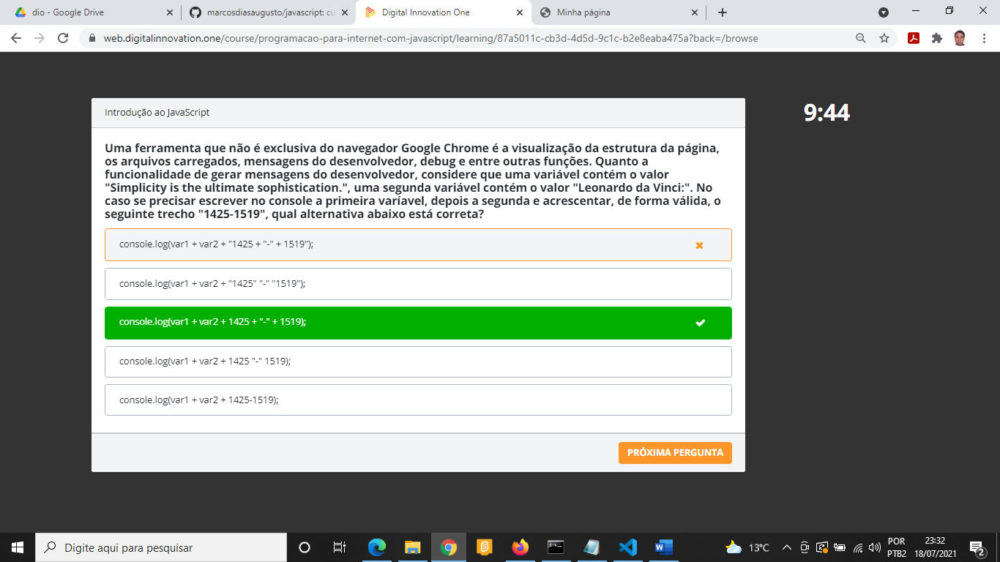 dio - Google Drive
marcosdiasaugusto/javascript: cu
Digital Innovation One
Minha página
web.digitalinnovation.one/course/programacao-para-internet-com-javascript/learning/87a5011c-cb3d-4d5d-9c1c-b2e8eaba475a?back=/browse
Introdução ao JavaScript
9:44
Uma ferramenta que não é exclusiva do navegador Google Chrome é a visualização da estrutura da página,
os arquivos carregados, mensagens do desenvolvedor, debug e entre outras funções. Quanto a
funcionalidade de gerar mensagens do desenvolvedor, considere que uma variável contém o valor
"Simplicity is the ultimate sophistication.", uma segunda variável contém o valor "Leonardo da Vinci:". No
caso se precisar escrever no console a primeira varíavel, depois a segunda e acrescentar, de forma válida, o
seguinte trecho "1425-1519", qual alternativa abaixo está correta?
console.log(var1 + var2 + "1425 + "-" + 1519");
console.log(var1 + var2 + "1425" "-" "1519");
console.log(var1 + var2 + 1425 + "-" + 1519);
console.log(var1 + var2 + 1425 "-" 1519);
console.log(var1 + var2 + 1425-1519);
PRÓXIMA PERGUNTA
Digite aqui para pesquisar
13°C
POR
PTB2
23:32
18/07/2021
2